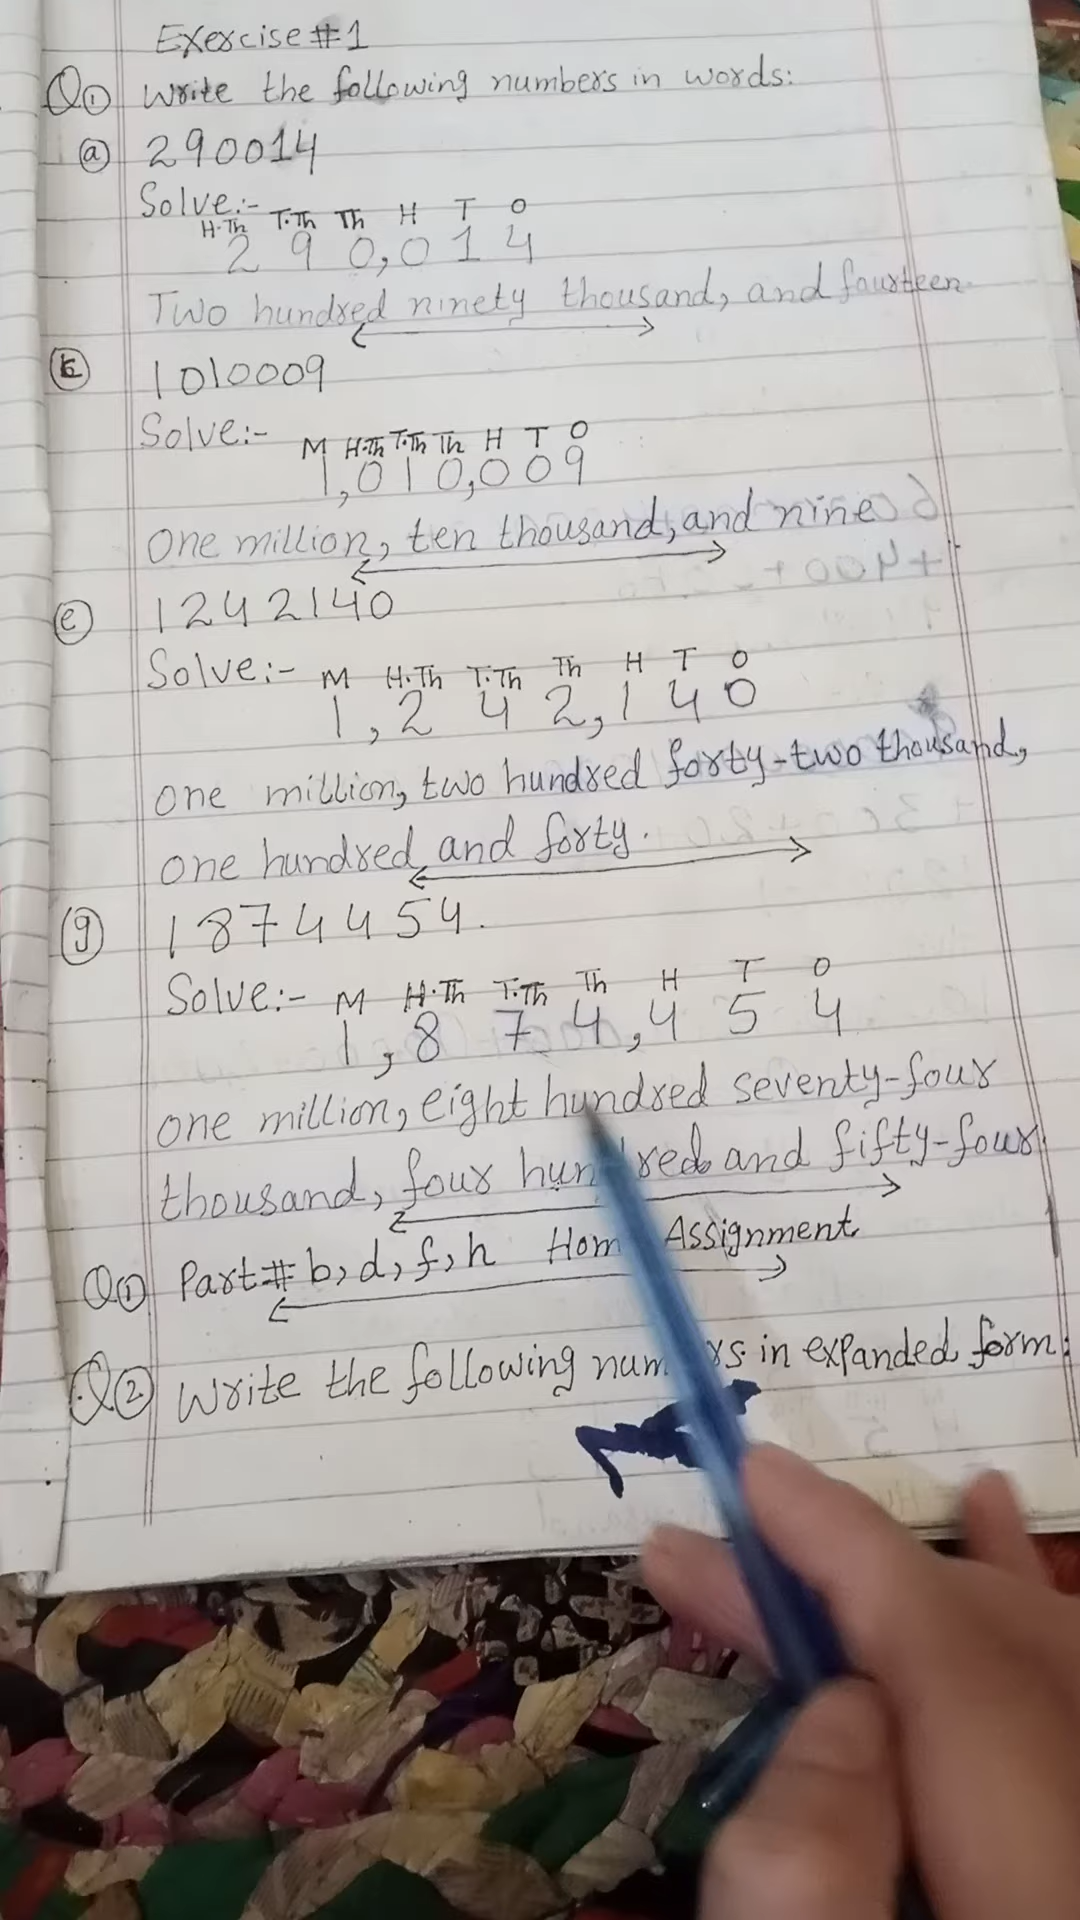 Exercise #1
Q1 Write the following numbers in words:
a 290014
Solve:-
H.Th T.Th Th H T O
2 9 0,0 1 4
Two hundred ninety thousand, and fourteen.
1010009
Solve:-
M H.Th T.Th Th H T O
1,0 1 0,0 0 9
One million, ten thousand, and nine
e 1242140
Solve:-
M H.Th T.Th Th H T O
1,2 4 2,1 4 0
one million, two hundred forty-two thousand,
one hundred and forty.
g 1874454.
Solve:-
M H.Th T.Th Th H T O
1,8 7 4,4 5 4
one million, eight hundred seventy-four
thousand, four hundred and fifty-four.
Q1 Part# b, d, f, h Assignment
Q2 Write the following in expanded form: